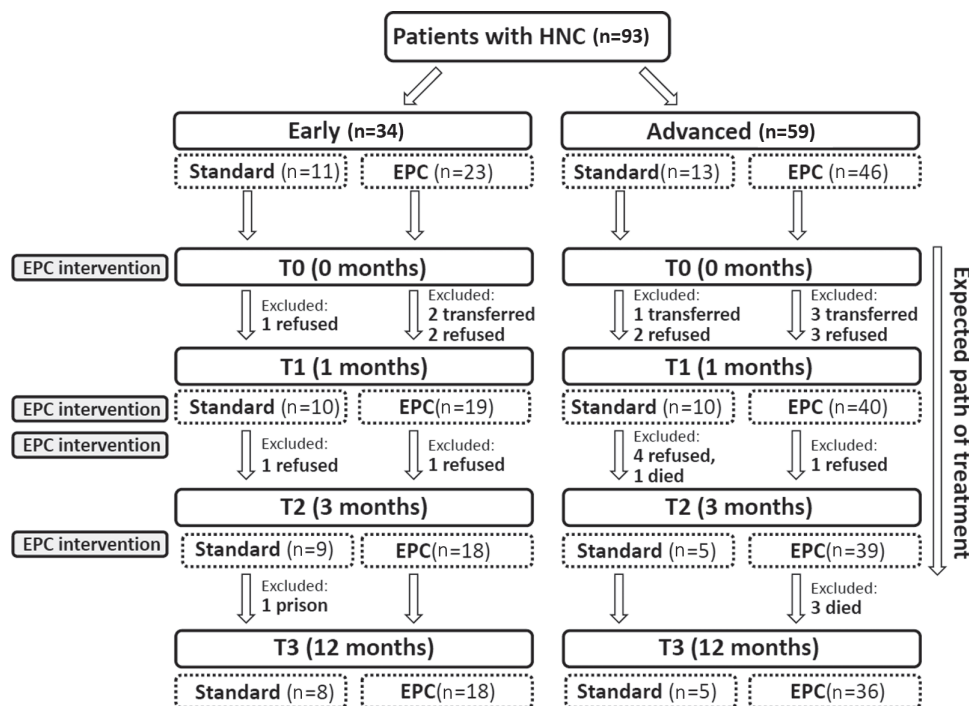 Patients with HNC (n=93)
Early (n=34)
Advanced (n=59)
Standard (n=11)
EPC (n=23)
Standard(n=13)
EPC (n=46)
EPC intervention
T0 (0 months)
T0 (0 months)
Excluded:
1 refused
Excluded:
2 transferred
2 refused
Excluded:
1 transferred
2 refused
Excluded:
3 transferred
3 refused
T1 (1 months)
T1 (1 months)
EPC intervention
Standard (n=10)
EPC(n=19)
Standard (n=10)
EPC (n=40)
EPC intervention
Excluded:
1 refused
Excluded:
1 refused
Excluded:
4 refused,
1 died
Excluded:
1 refused
T2 (3 months)
T2 (3 months)
EPC intervention
Standard (n=9)
EPC(n=18)
Standard (n=5)
EPC(n=39)
Excluded:
1 prison
Excluded:
3 died
T3 (12 months)
T3 (12 months)
Standard (n=8)
EPC(n=18)
Standard (n=5)
EPC (n=36)
Expected path of treatment